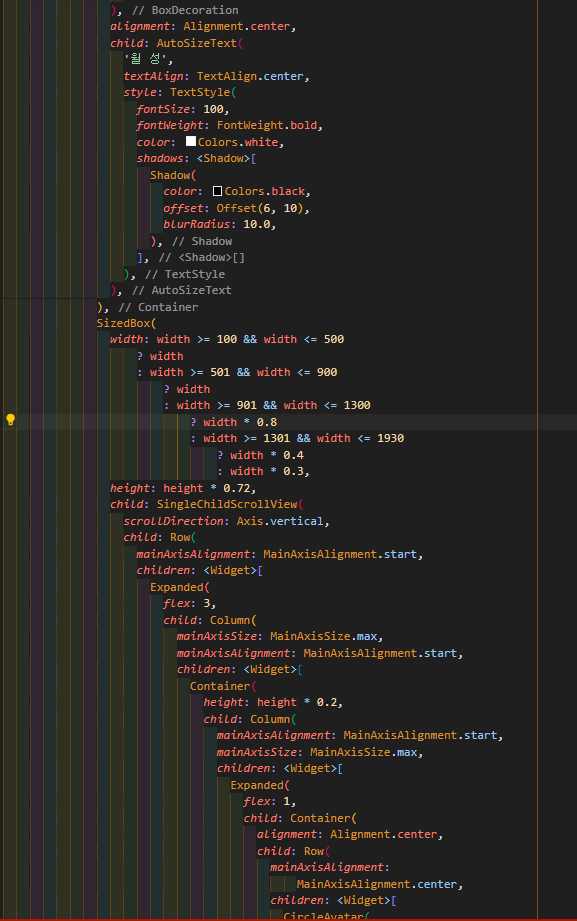 ), // BoxDecoration
alignment: Alignment.center,
child: AutoSizeText(
'월 성',
textAlign: TextAlign.center,
style: TextStyle(
fontSize: 100,
fontWeight: FontWeight.bold,
color: Colors.white,
shadows: <Shadow>[
Shadow(
color: Colors.black,
offset: Offset(6, 10),
blurRadius: 10.0,
), // Shadow
], // <Shadow>[]
), // TextStyle
), // AutoSizeText
), // Container
SizedBox(
width: width >= 100 && width <= 500
? width
: width >= 501 && width <= 900
? width
: width >= 901 && width <= 1300
? width * 0.8
: width >= 1301 && width <= 1930
? width * 0.4
: width * 0.3,
height: height * 0.72,
child: SingleChildScrollView(
scrollDirection: Axis.vertical,
child: Row(
mainAxisAlignment: MainAxisAlignment.start,
children: <Widget>[
Expanded(
flex: 3,
child: Column(
mainAxisSize: MainAxisSize.max,
mainAxisAlignment: MainAxisAlignment.start,
children: <Widget>[
Container(
height: height * 0.2,
child: Column(
mainAxisAlignment: MainAxisAlignment.start,
mainAxisSize: MainAxisSize.max,
children: <Widget>[
Expanded(
flex: 1,
child: Container(
alignment: Alignment.center,
child: Row(
mainAxisAlignment:
MainAxisAlignment.center,
children: <Widget>[
CircleAvatar(